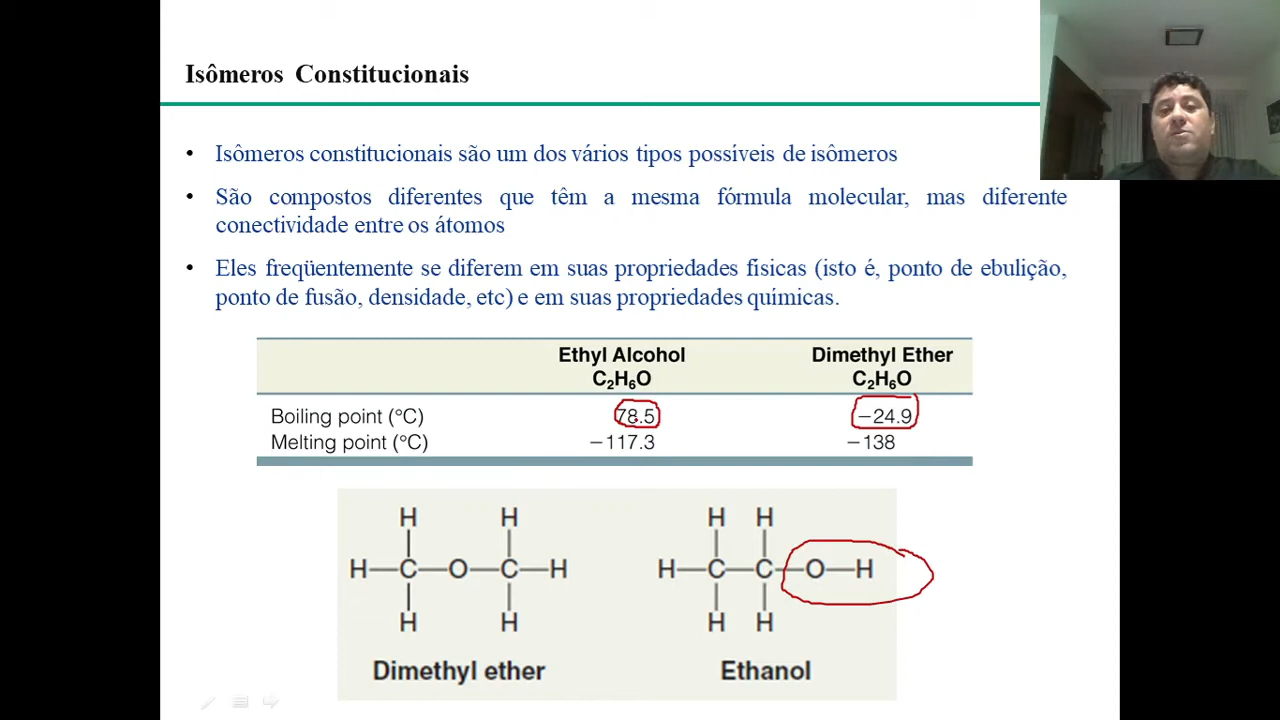 Isômeros Constitucionais
• Isômeros constitucionais são um dos vários tipos possíveis de isômeros
• São compostos diferentes que têm a mesma fórmula molecular, mas diferente
conectividade entre os átomos
• Eles freqüentemente se diferem em suas propriedades físicas (isto é, ponto de ebulição,
ponto de fusão, densidade, etc) e em suas propriedades químicas.
Ethyl Alcohol Dimethyl Ether
C₂H₆O C₂H₆O
Boiling point (°C) 78.5 −24.9
Melting point (°C) −117.3 −138
H H H H
H—C—O—C—H H—C—C—O—H
H H H H
Dimethyl ether Ethanol